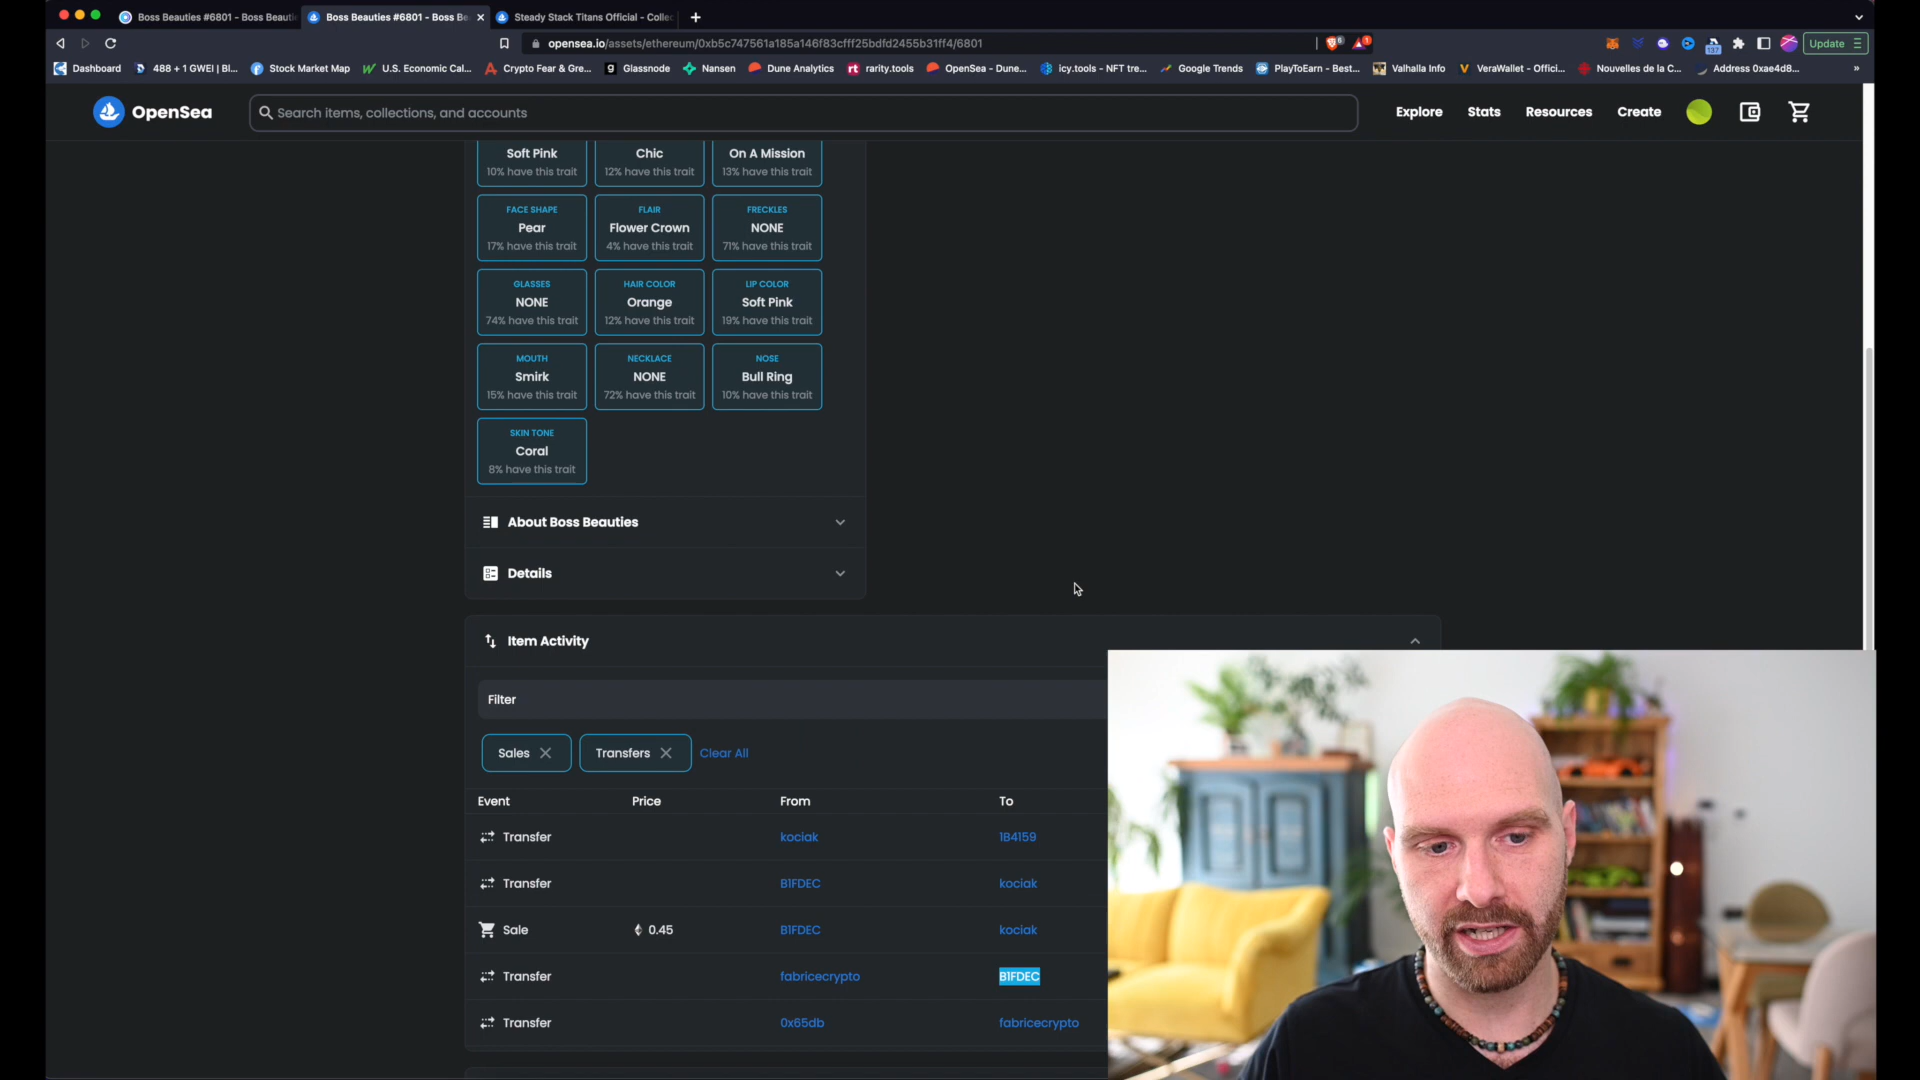 Boss Beauties #6801 - Boss Beauti
Boss Beauties #6801 - Boss Be
Steady Stack Titans Official - Colle
opensea.io/assets/ethereum/0xb5c747561a185a146f83cfff25bdfd2455b31ff4/6801
6
1
137
Update
Dashboard
488 + 1 GWEI | Bl...
Stock Market Map
U.S. Economic Cal...
Crypto Fear & Gre...
Glassnode
Nansen
Dune Analytics
rarity.tools
OpenSea - Dune...
icy.tools - NFT tre...
Google Trends
PlayToEarn - Best...
Valhalla Info
VeraWallet - Offici...
Nouvelles de la C...
Address 0xae4d8...
»
OpenSea
Search items, collections, and accounts
Explore
Stats
Resources
Create
Soft Pink
10% have this trait
Chic
12% have this trait
On A Mission
13% have this trait
FACE SHAPE
Pear
17% have this trait
FLAIR
Flower Crown
4% have this trait
FRECKLES
NONE
71% have this trait
GLASSES
NONE
74% have this trait
HAIR COLOR
Orange
12% have this trait
LIP COLOR
Soft Pink
19% have this trait
MOUTH
Smirk
15% have this trait
NECKLACE
NONE
72% have this trait
NOSE
Bull Ring
10% have this trait
SKIN TONE
Coral
8% have this trait
About Boss Beauties
Details
Item Activity
Filter
Sales
Transfers
Clear All
Event
Price
From
To
Transfer
kociak
1B4159
Transfer
B1FDEC
kociak
Sale
0.45
B1FDEC
kociak
Transfer
fabricecrypto
B1FDEC
Transfer
0x65db
fabricecrypto